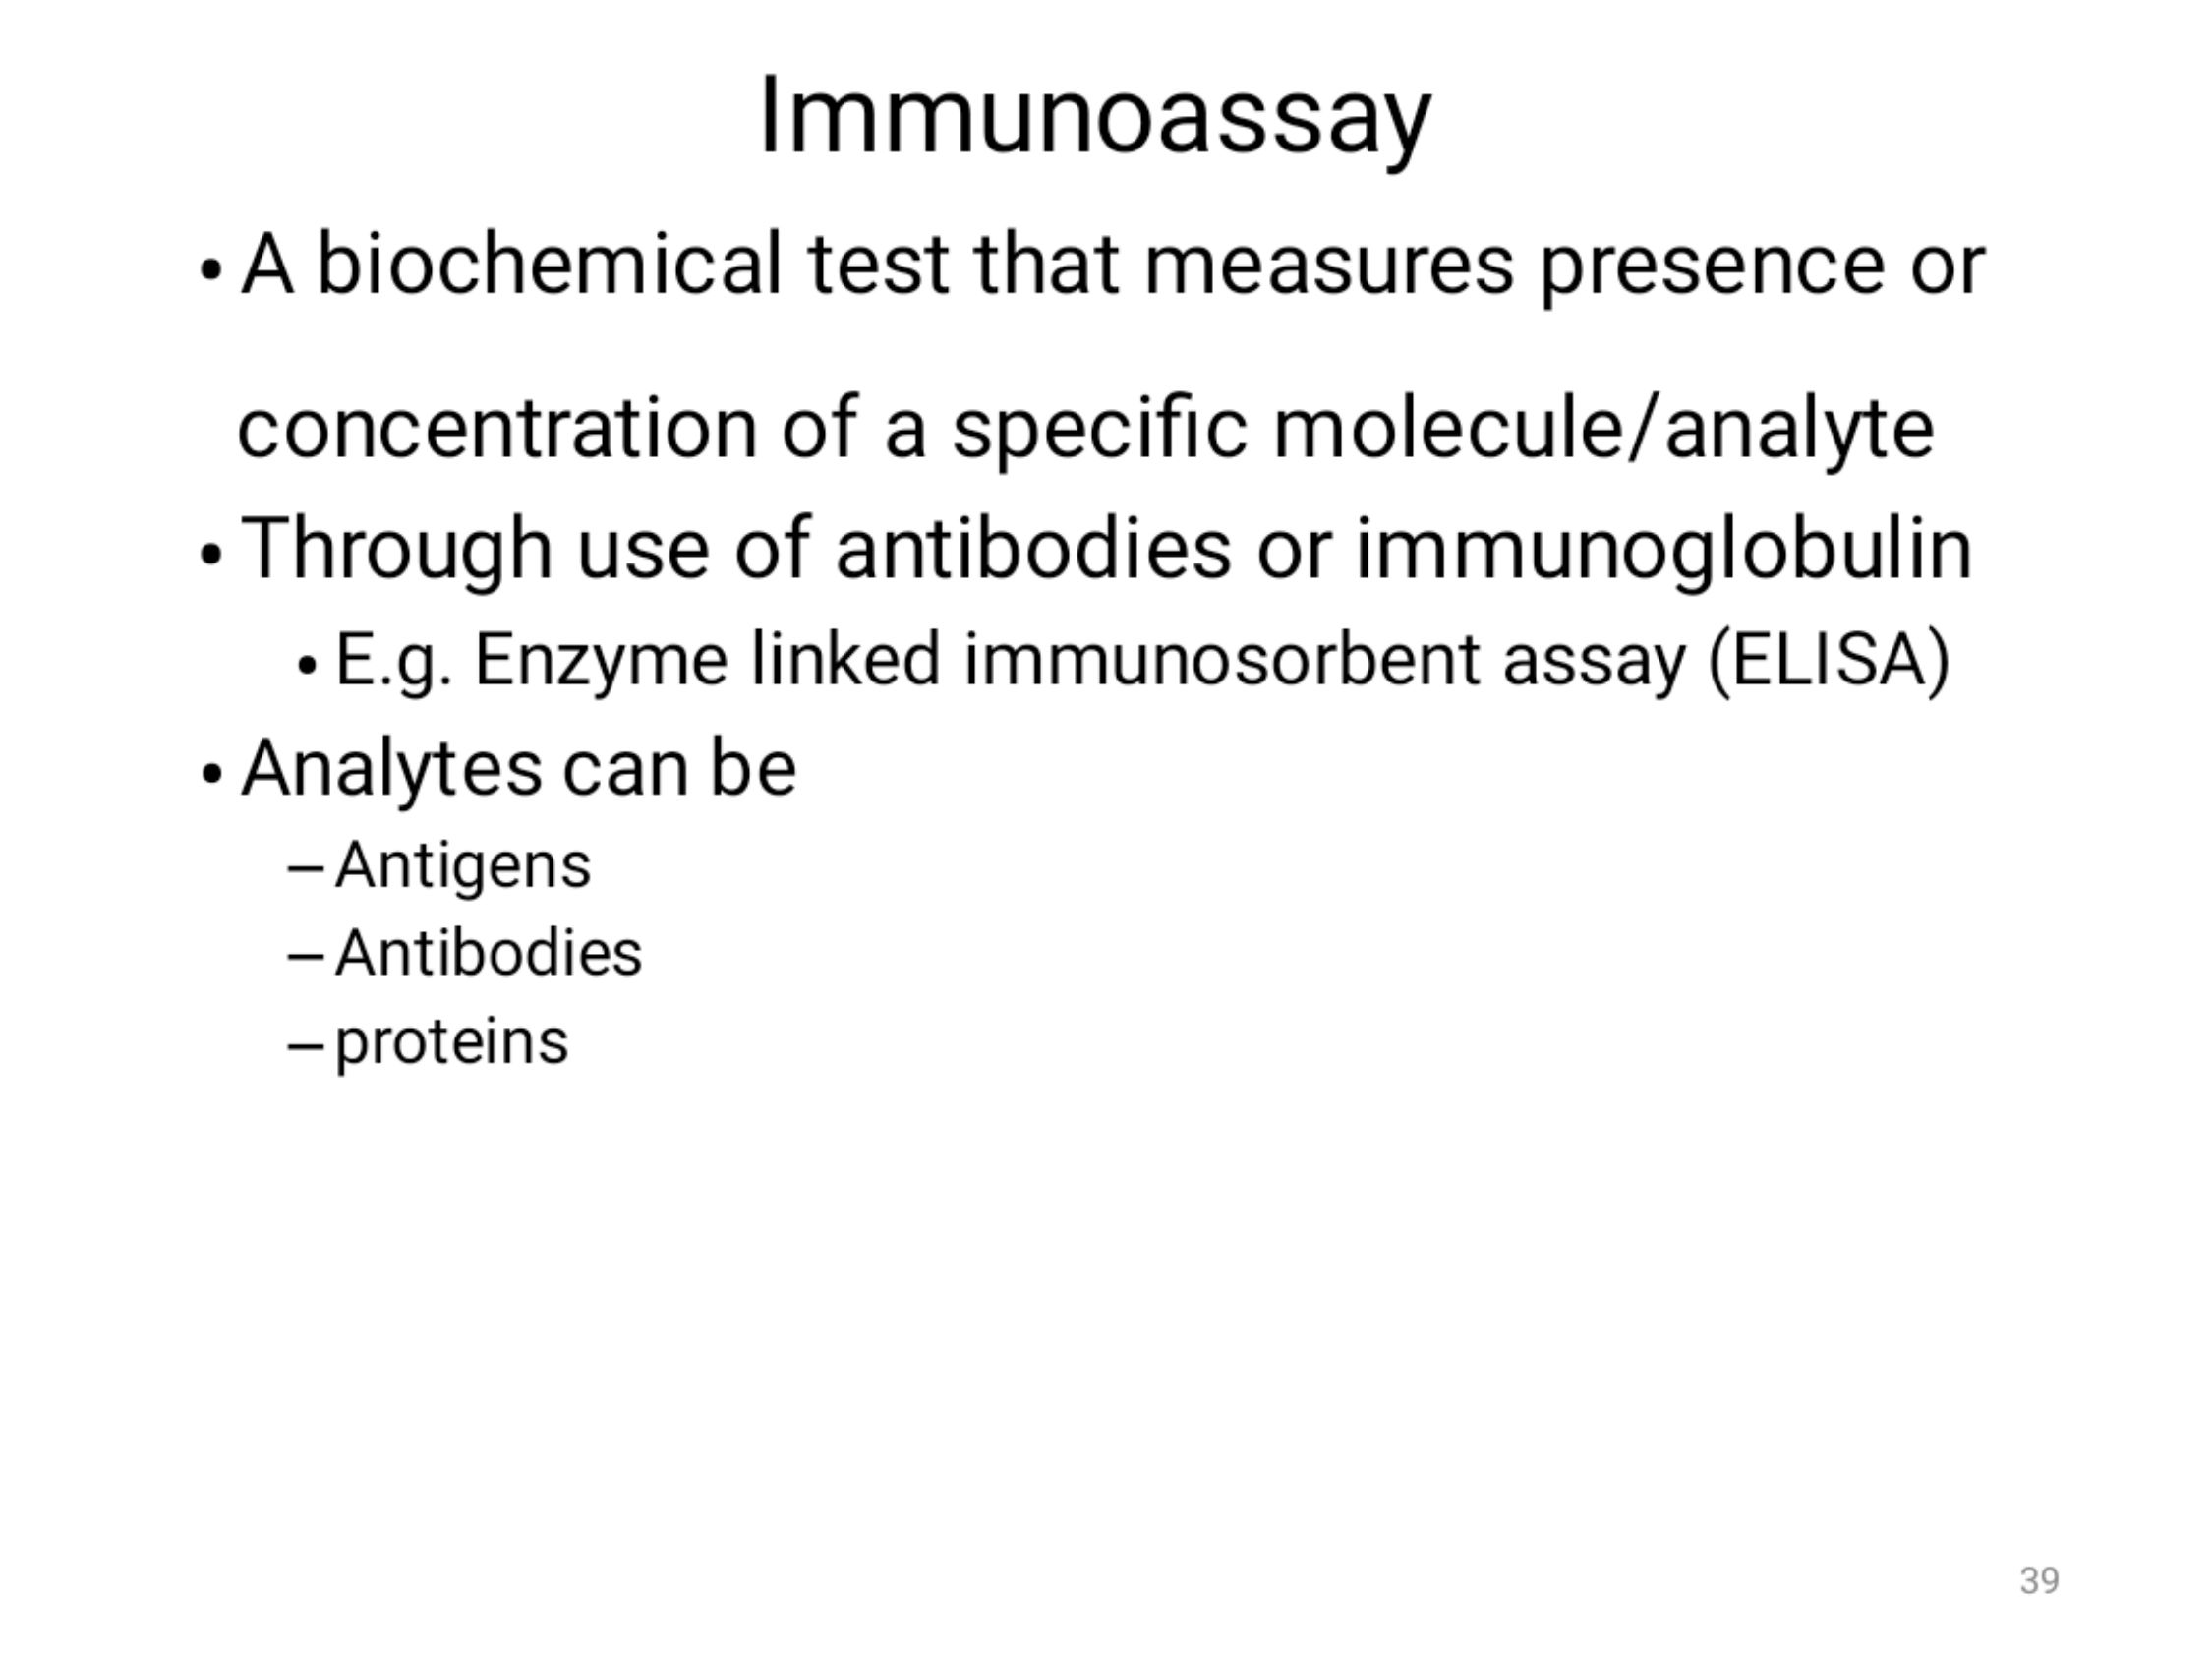 Immunoassay
• A biochemical test that measures presence or
concentration of a specific molecule/analyte
• Through use of antibodies or immunoglobulin
• E.g. Enzyme linked immunosorbent assay (ELISA)
• Analytes can be
– Antigens
– Antibodies
– proteins
39